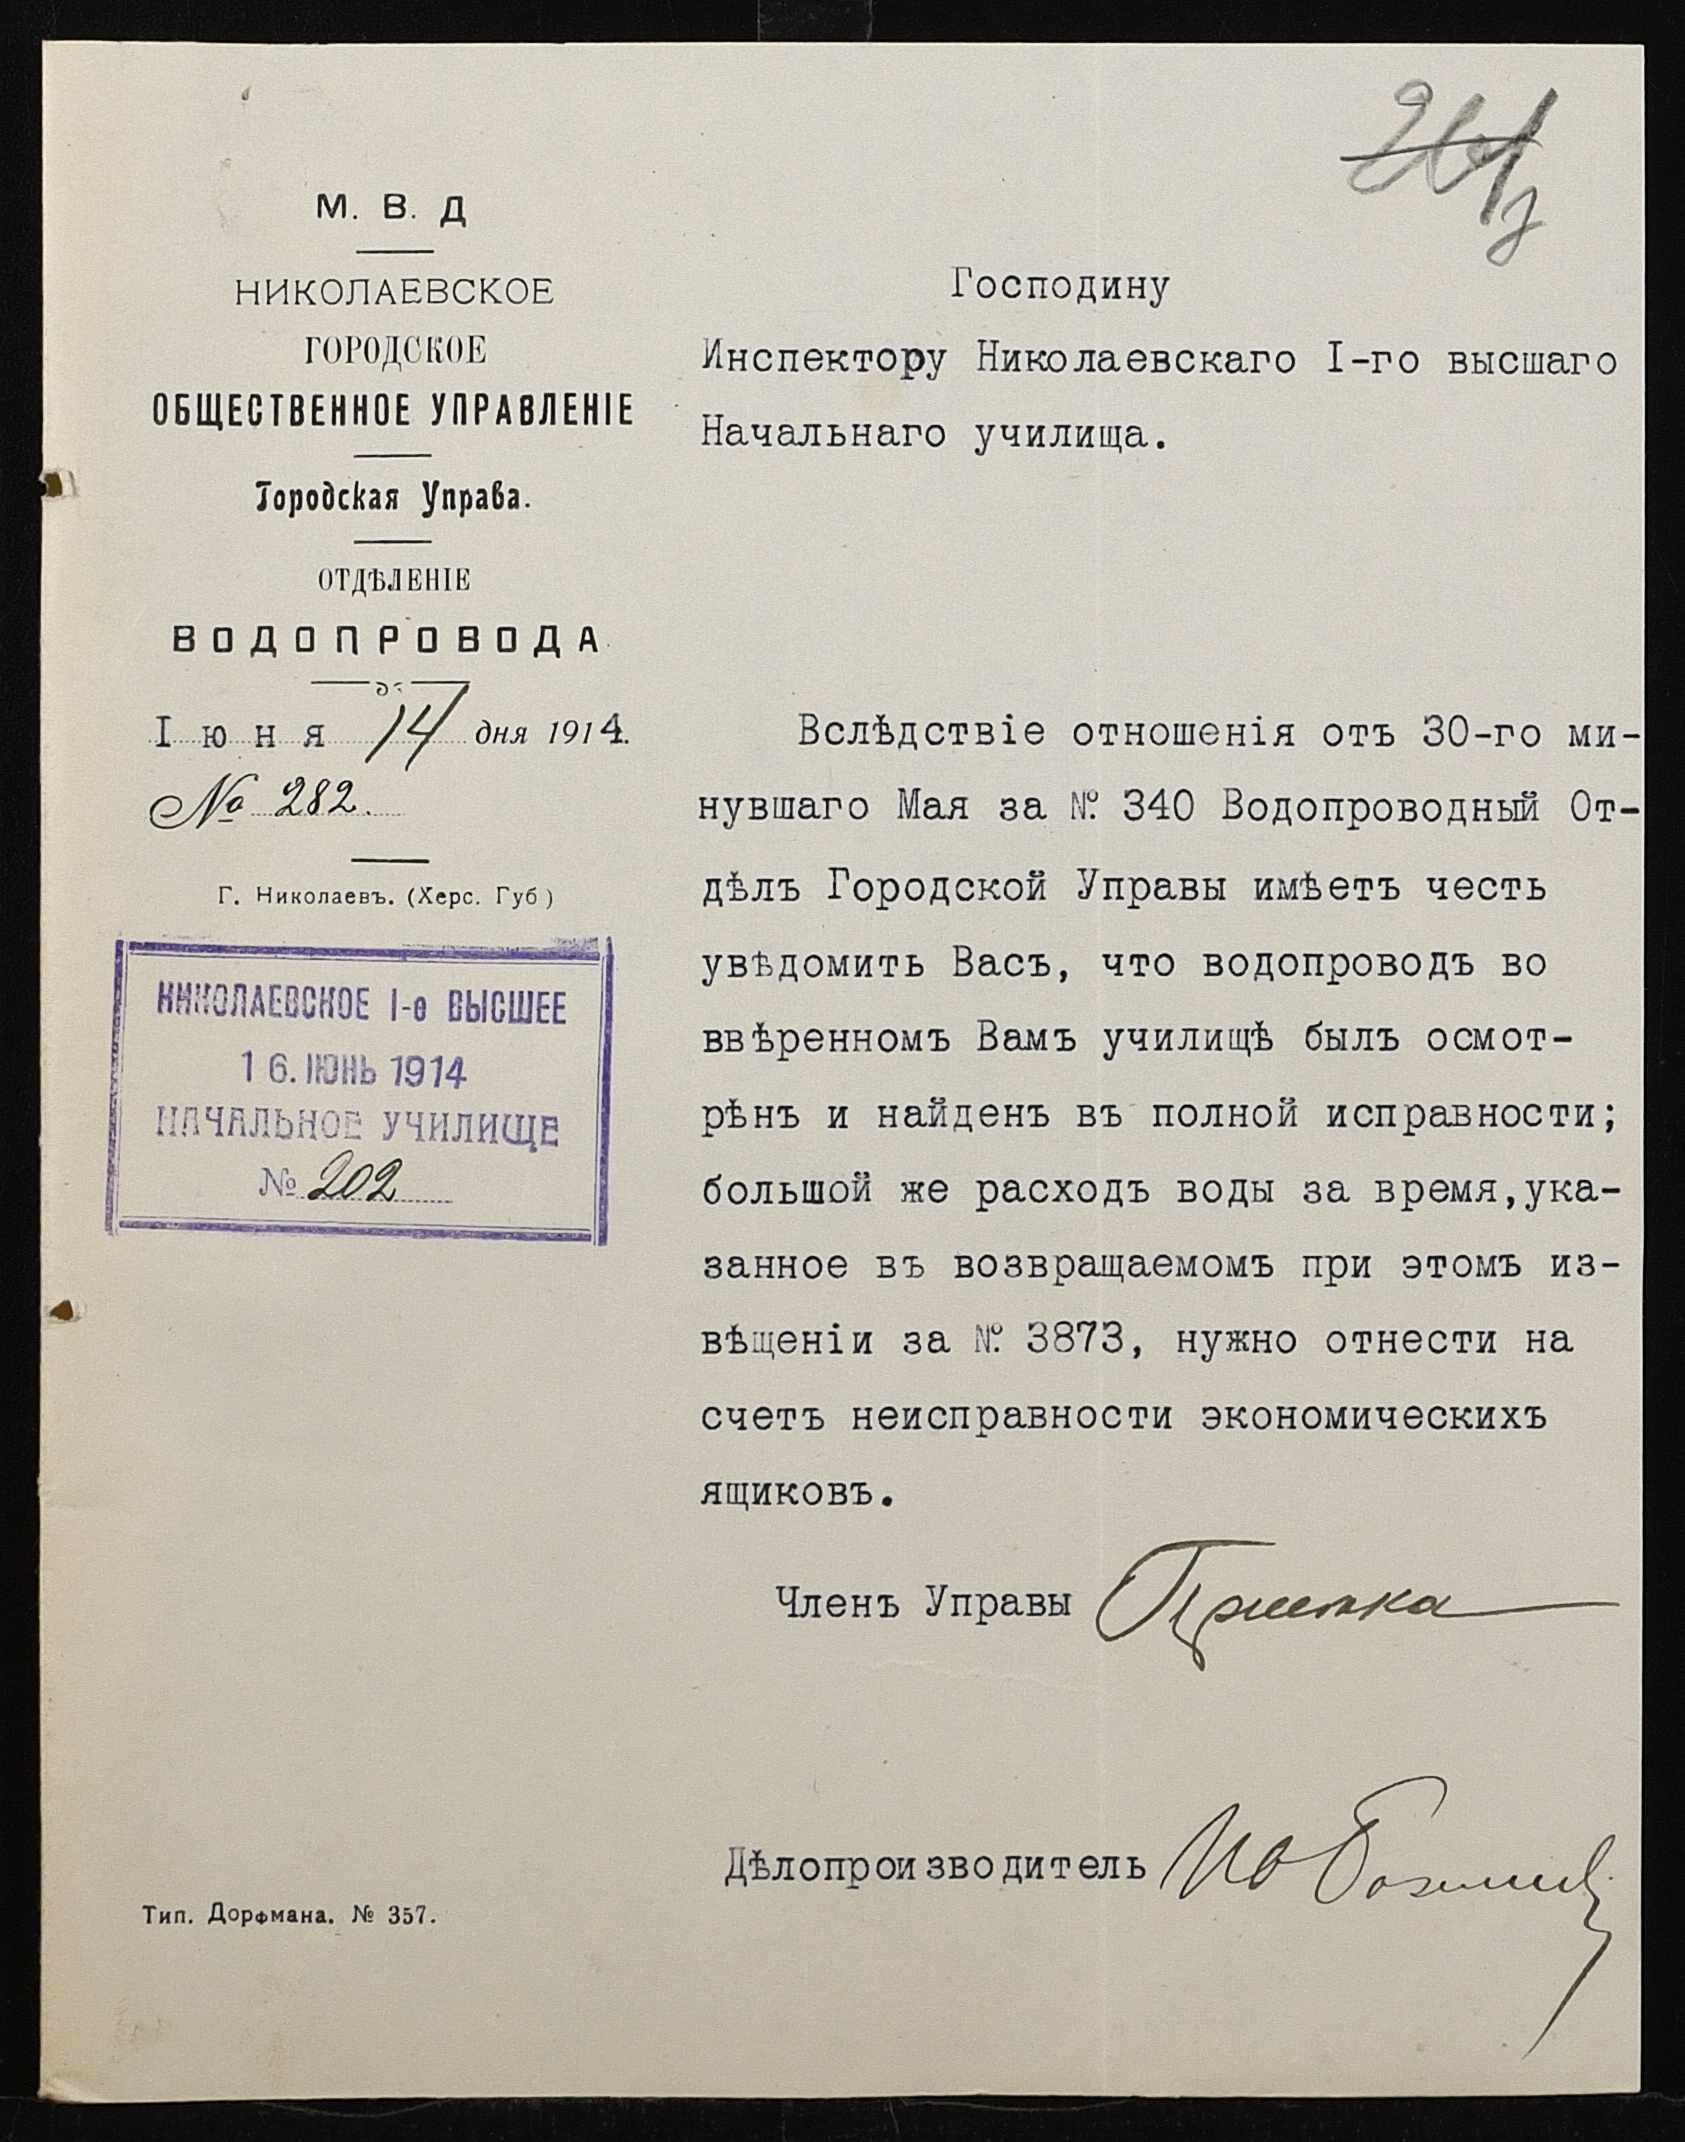 М. В. Д
НИКОЛАЕВСКОЕ
ГОРОДСКОЕ
ОБЩЕСТВЕННОЕ УПРАВЛЕНІЕ
Городская Управа.
ОТДѢЛЕНІЕ
ВОДОПРОВОДА
Іюня 14 дня 1914.
№ 282.
Г. Николаевъ. (Херс. Губ)
НИКОЛАЕВСКОЕ I-е ВЫСШЕЕ
16. ІЮНЬ 1914
НАЧАЛЬНОЕ УЧИЛИЩЕ
№ 202
Господину
Инспектору Николаевскаго I-го высшаго
Начальнаго училища.
Вслѣдствіе отношенія отъ 30-го ми-
нувшаго Мая за №. 340 Водопроводный От-
дѣлъ Городской Управы имѣетъ честь
увѣдомить Васъ, что водопроводъ во
ввѣренномъ Вамъ училищѣ былъ осмот-
рѣнъ и найденъ въ полной исправности;
большой же расходъ воды за время,ука-
занное въ возвращаемомъ при этомъ из-
вѣщеніи за №. 3873, нужно отнести на
счетъ неисправности экономическихъ
ящиковъ.
Членъ Управы
Дѣлопроизводитель
Тип. Дорфмана. № 357.